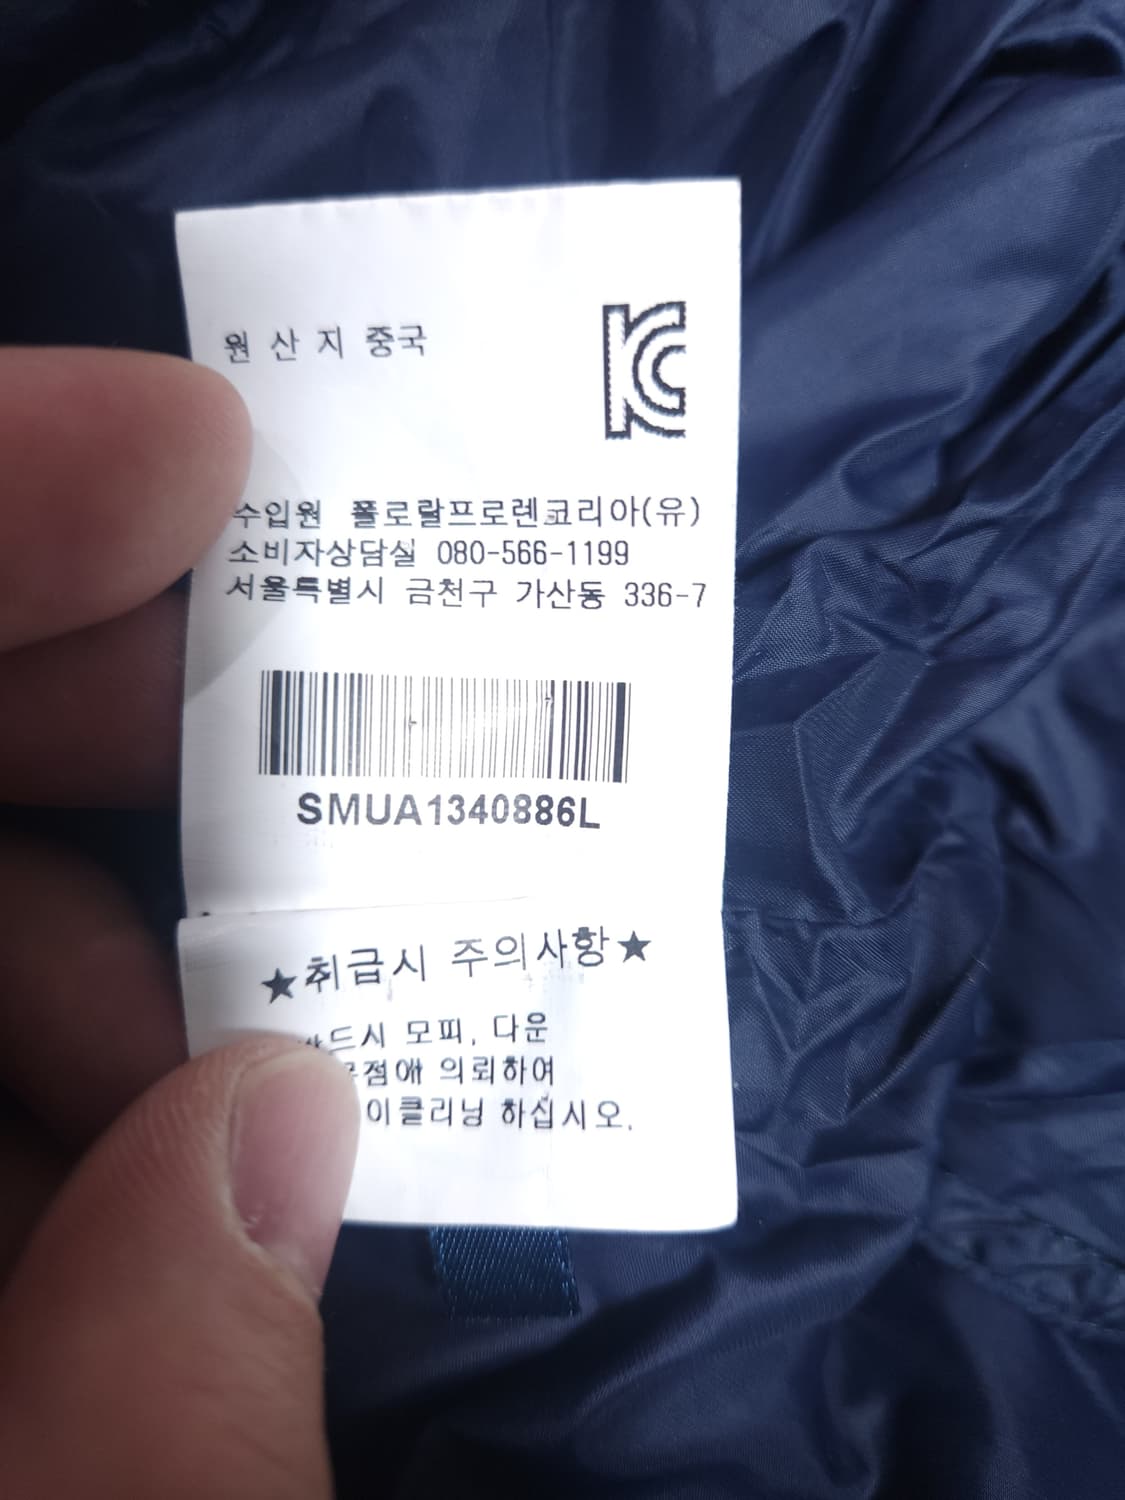 원 산 지 중국
KC
수입원 폴로랄프로렌코리아(유)
소비자상담실 080-566-1199
서울특별시 금천구 가산동 336-7
SMUA1340886L
★취급시 주의사항★
모피, 다운
의뢰하여
하십시오.